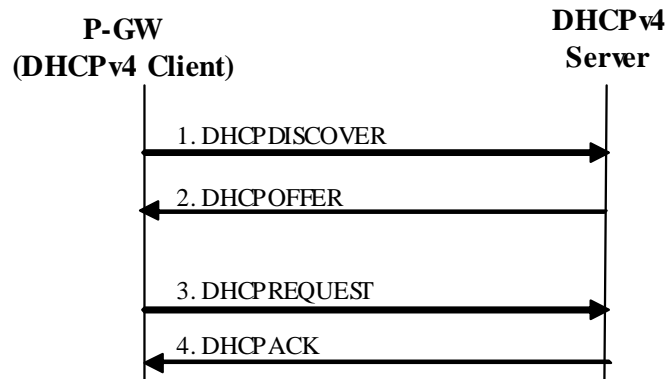 P-GW
(DHCPv4 Client)
DHCPv4
Server
1. DHCPDISCOVER
2. DHCPOFFER
3. DHCPREQUEST
4. DHCPACK